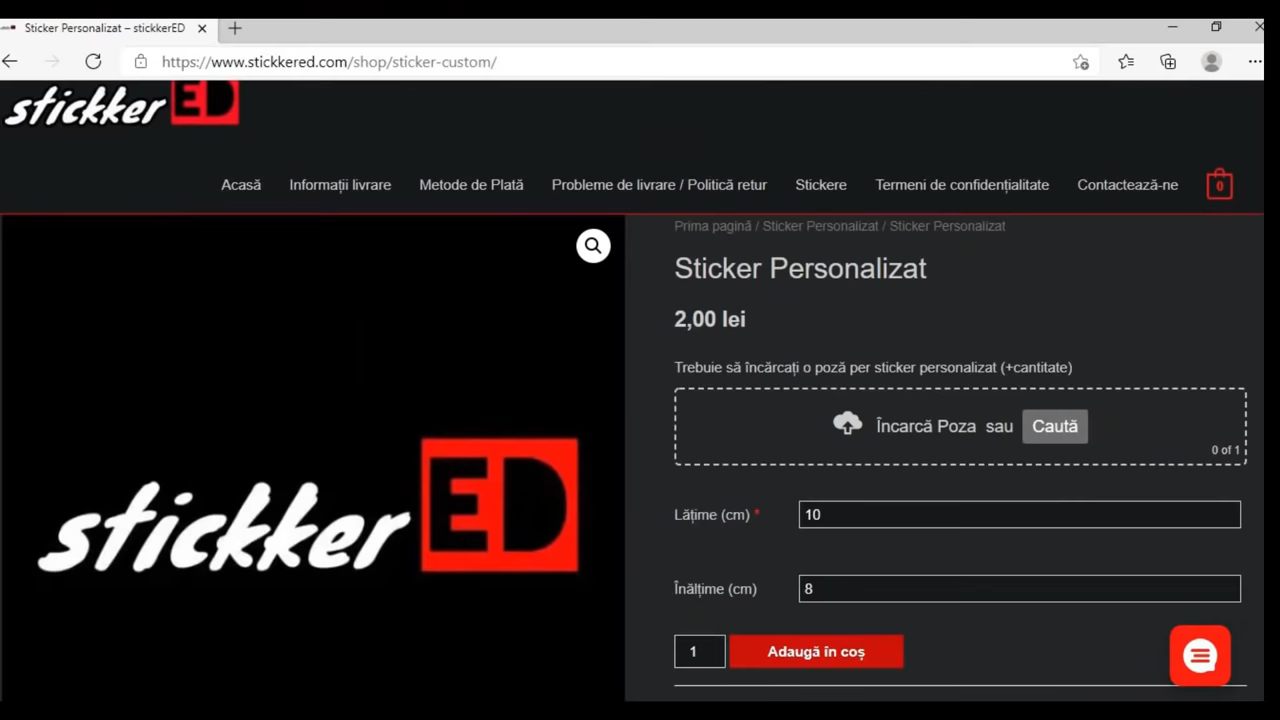 Sticker Personalizat – stickkerED
https://www.stickkered.com/shop/sticker-custom/
stickkerED
Acasă Informații livrare Metode de Plată Probleme de livrare / Politică retur Stickere Termeni de confidențialitate Contactează-ne 0
Prima pagină / Sticker Personalizat / Sticker Personalizat
Sticker Personalizat
2,00 lei
Trebuie să încărcați o poză per sticker personalizat (+cantitate)
Încarcă Poza sau Caută
0 of 1
Lățime (cm) * 10
stickkerED
Înălțime (cm) 8
1 Adaugă în coș